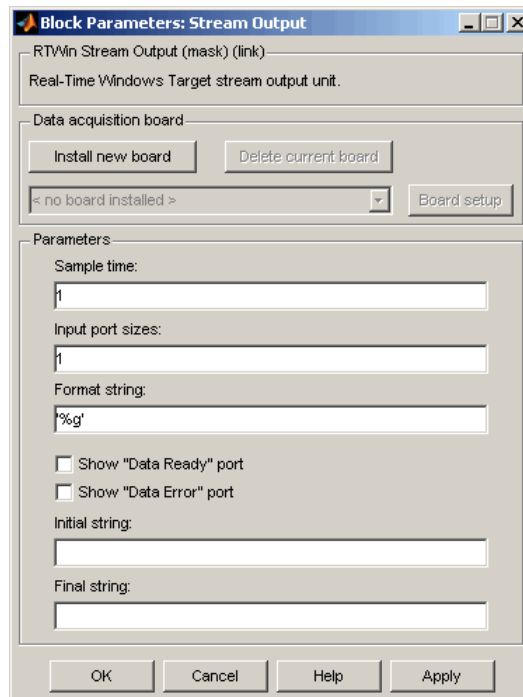 Block Parameters: Stream Output
RTWin Stream Output (mask) (link)
Real-Time Windows Target stream output unit.
Data acquisition board
Install new board Delete current board
< no board installed > Board setup
Parameters
Sample time:
1
Input port sizes:
1
Format string:
'%g'
Show "Data Ready" port
Show "Data Error" port
Initial string:
Final string:
OK Cancel Help Apply